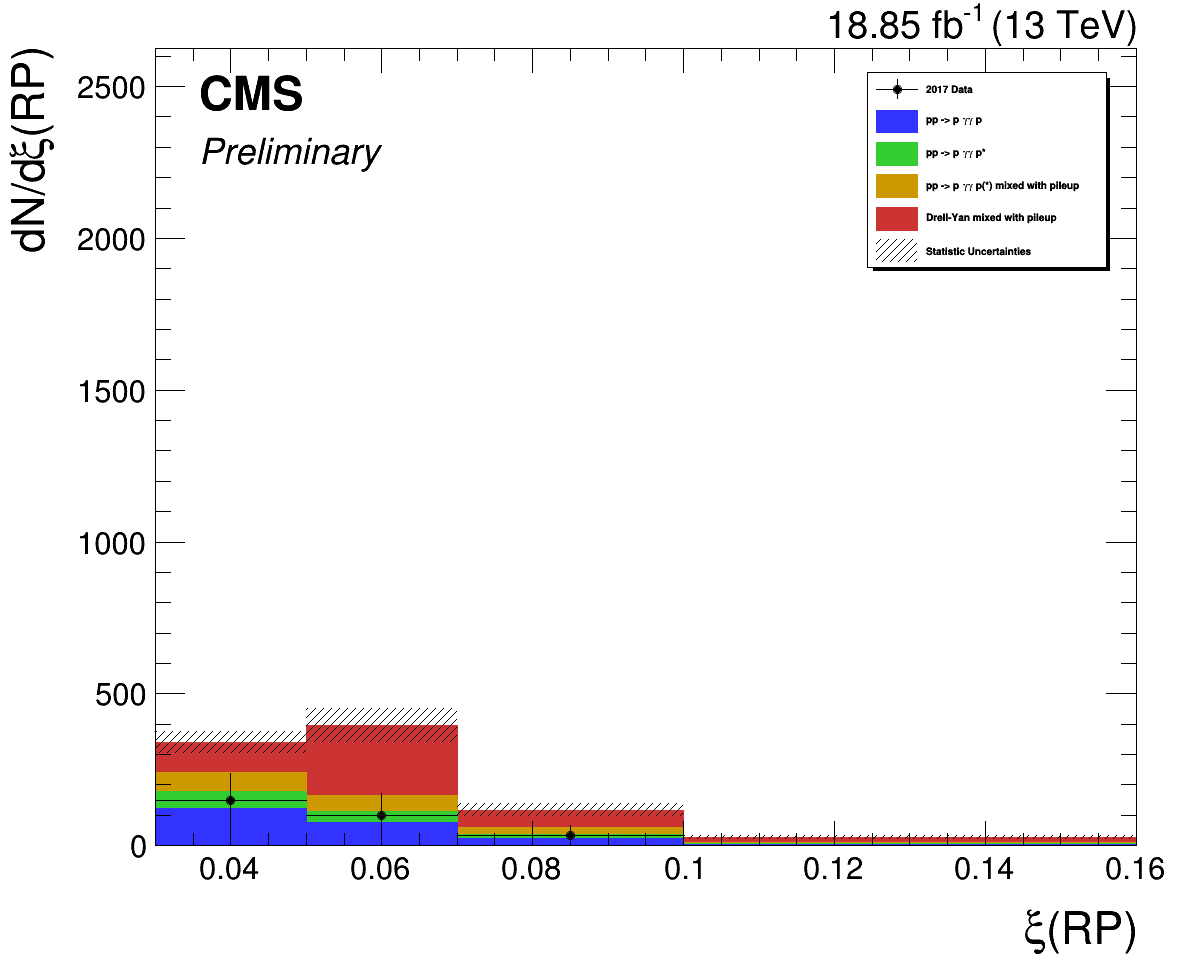 18.85 fb⁻¹ (13 TeV)
dN/dξ(RP)
CMS
Preliminary
2017 Data
pp -> p γγ p
pp -> p γγ p*
pp -> p γγ p(*) mixed with pileup
Drell-Yan mixed with pileup
Statistic Uncertainties
2500
2000
1500
1000
500
0
0.04 0.06 0.08 0.1 0.12 0.14 0.16
ξ(RP)